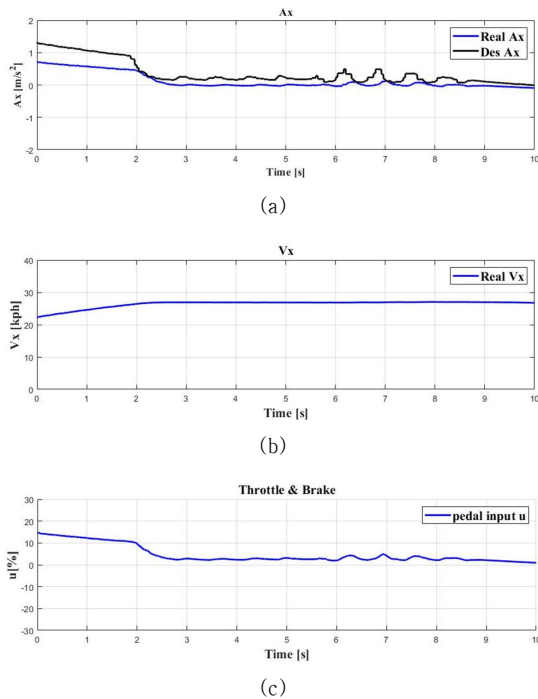 Ax
Ax [m/s²]
2
1
0
-1
-2
Real Ax
Des Ax
0 1 2 3 4 5 6 7 8 9 10
Time [s]
(a)
Vx
Vx [kph]
40
30
20
10
0
Real Vx
0 1 2 3 4 5 6 7 8 9 10
Time [s]
(b)
Throttle & Brake
u[%]
30
20
10
0
-10
-20
-30
pedal input u
0 1 2 3 4 5 6 7 8 9 10
Time [s]
(c)